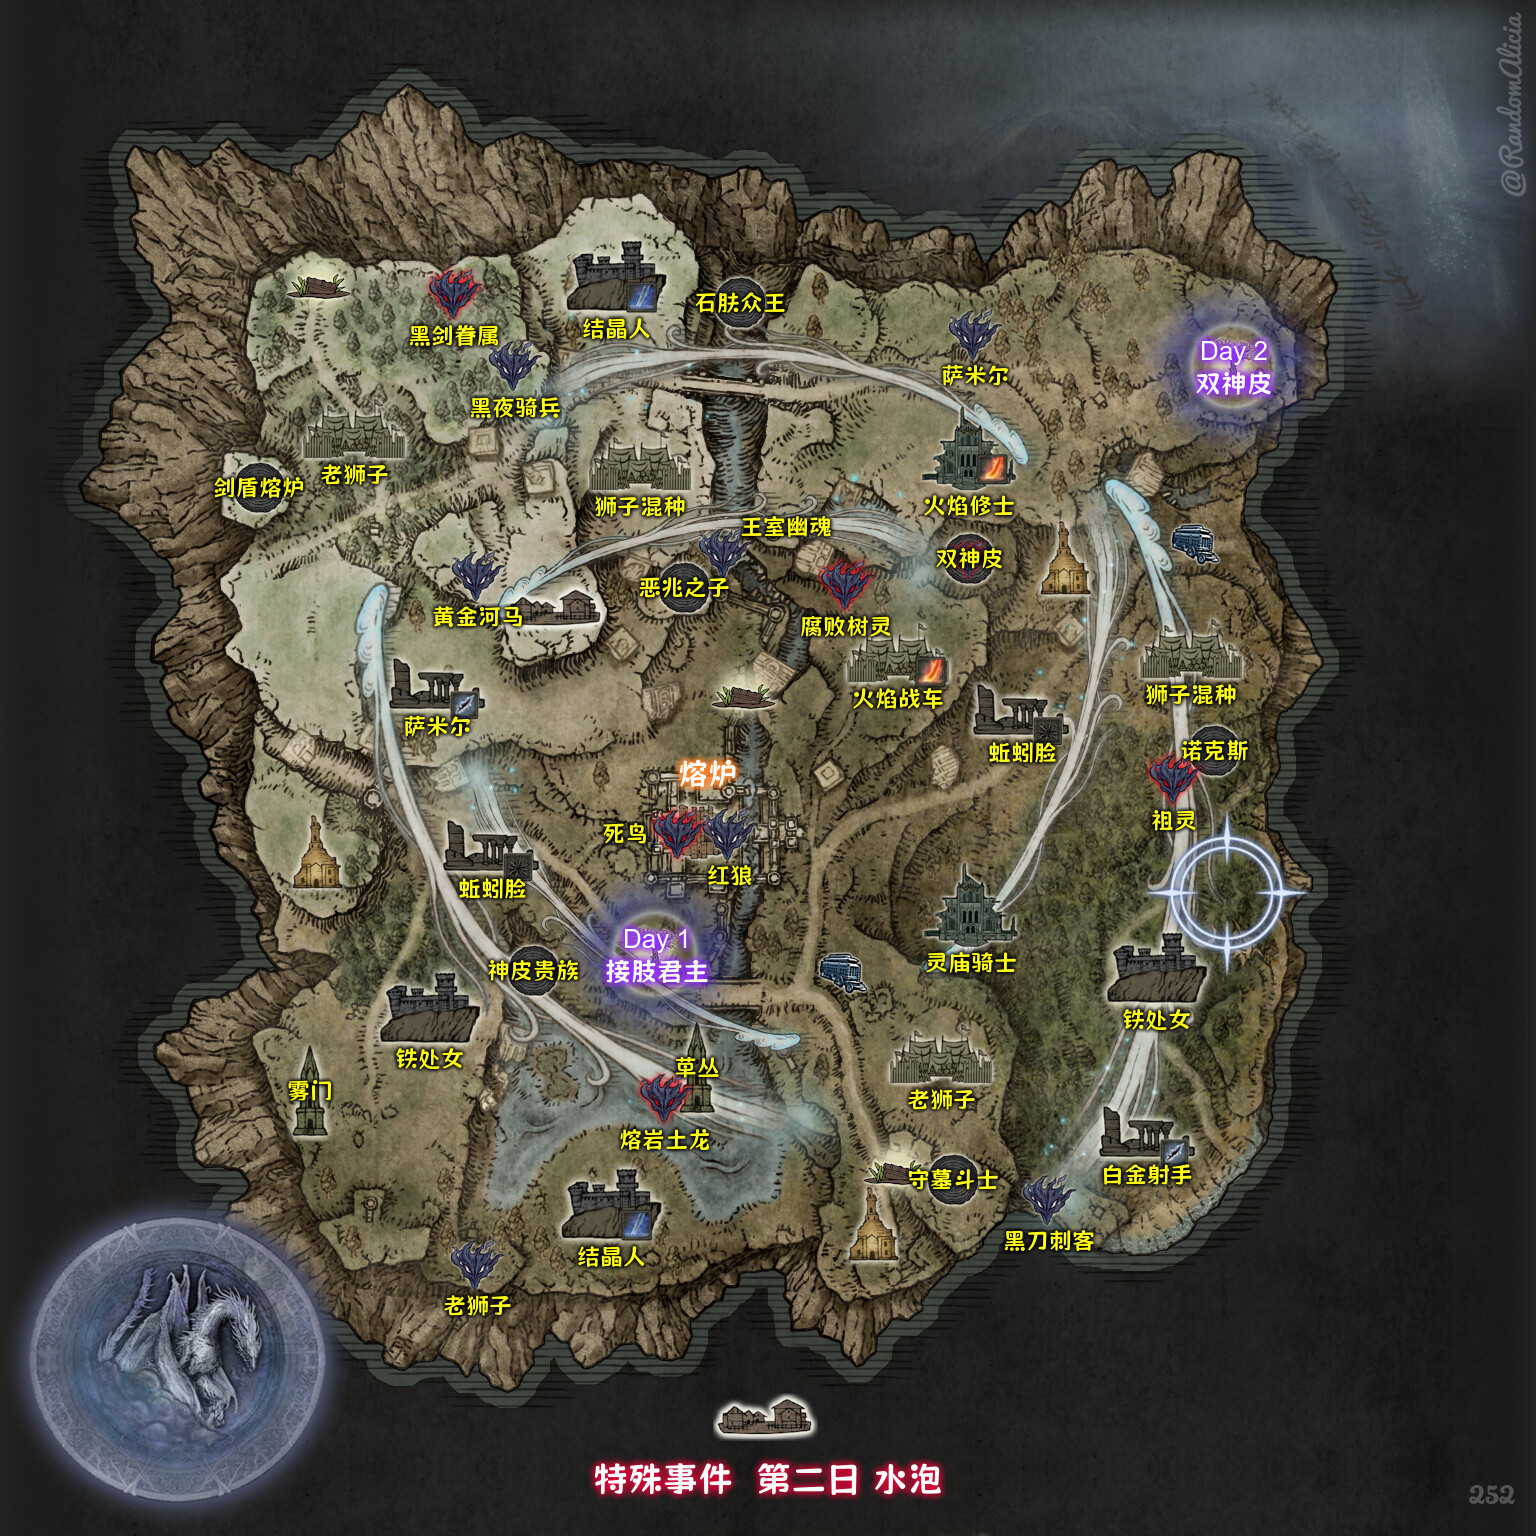 @RandomAlicia
石肤众王
结晶人
黑剑眷属
Day 2
双神皮
萨米尔
黑夜骑兵
老狮子
剑盾熔炉
狮子混种
火焰修士
王室幽魂
双神皮
恶兆之子
黄金河马
腐败树灵
火焰战车
狮子混种
萨米尔
蚯蚓脸
诺克斯
熔炉
祖灵
死鸟
红狼
蚯蚓脸
Day 1
接肢君主
神皮贵族
灵庙骑士
铁处女
铁处女
草丛
雾门
老狮子
熔岩土龙
白金射手
守墓斗士
黑刀刺客
结晶人
老狮子
特殊事件 第二日 水泡
252